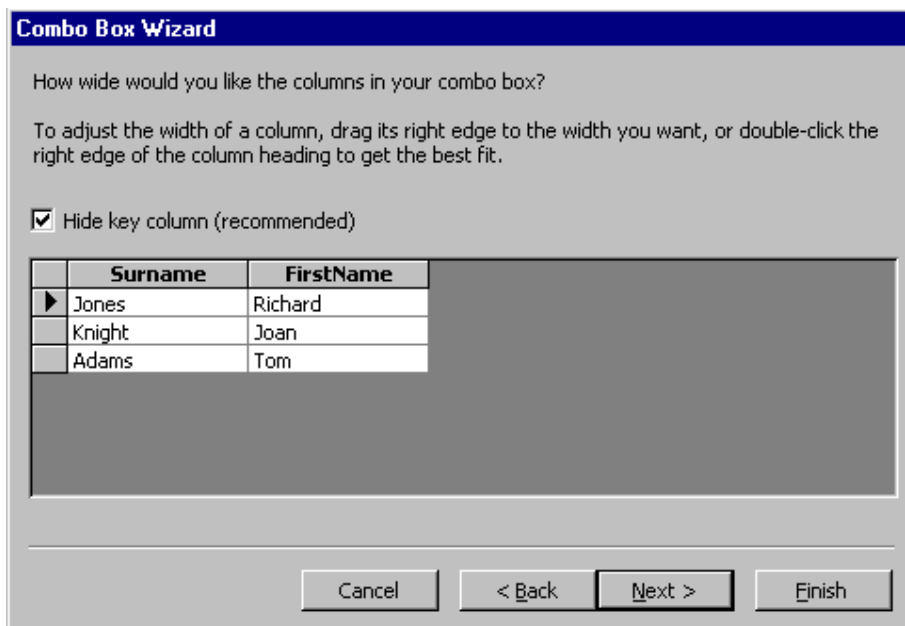 Combo Box Wizard
How wide would you like the columns in your combo box?
To adjust the width of a column, drag its right edge to the width you want, or double-click the
right edge of the column heading to get the best fit.
Hide key column (recommended)
Surname FirstName
Jones Richard
Knight Joan
Adams Tom
Cancel < Back Next > Finish